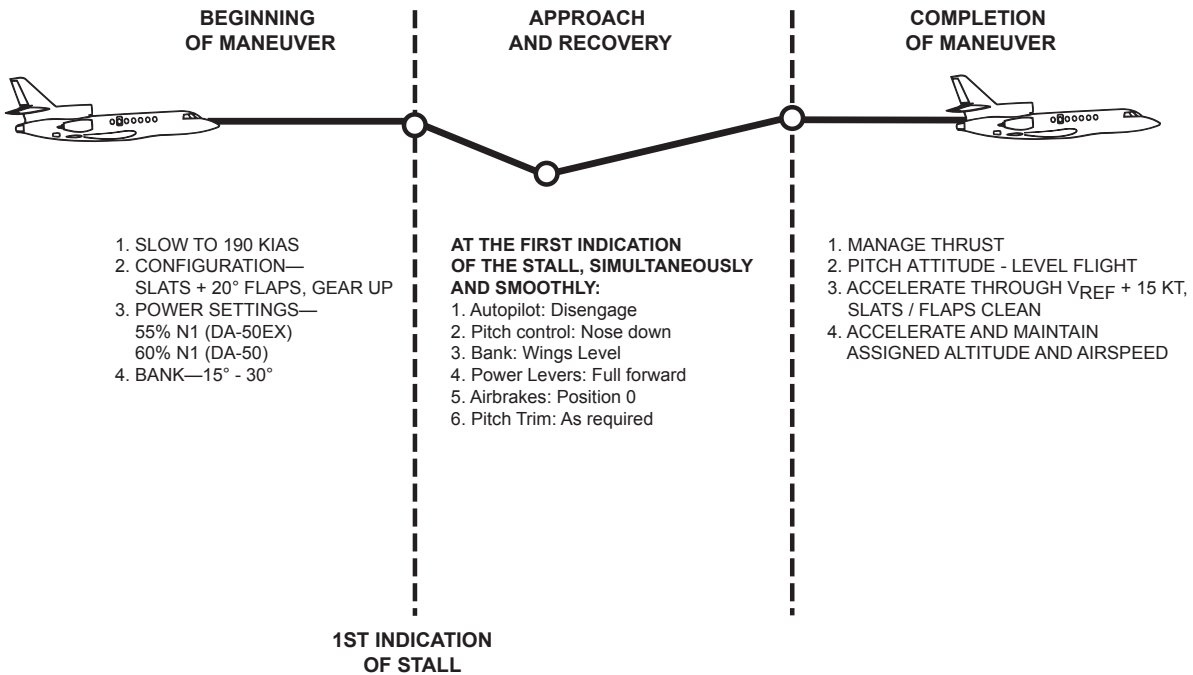 BEGINNING
OF MANEUVER
APPROACH
AND RECOVERY
COMPLETION
OF MANEUVER
1. SLOW TO 190 KIAS
2. CONFIGURATION—
SLATS + 20° FLAPS, GEAR UP
3. POWER SETTINGS—
55% N1 (DA-50EX)
60% N1 (DA-50)
4. BANK—15° - 30°
AT THE FIRST INDICATION
OF THE STALL, SIMULTANEOUSLY
AND SMOOTHLY:
1. Autopilot: Disengage
2. Pitch control: Nose down
3. Bank: Wings Level
4. Power Levers: Full forward
5. Airbrakes: Position 0
6. Pitch Trim: As required
1. MANAGE THRUST
2. PITCH ATTITUDE - LEVEL FLIGHT
3. ACCELERATE THROUGH VREF + 15 KT,
SLATS / FLAPS CLEAN
4. ACCELERATE AND MAINTAIN
ASSIGNED ALTITUDE AND AIRSPEED
1ST INDICATION
OF STALL